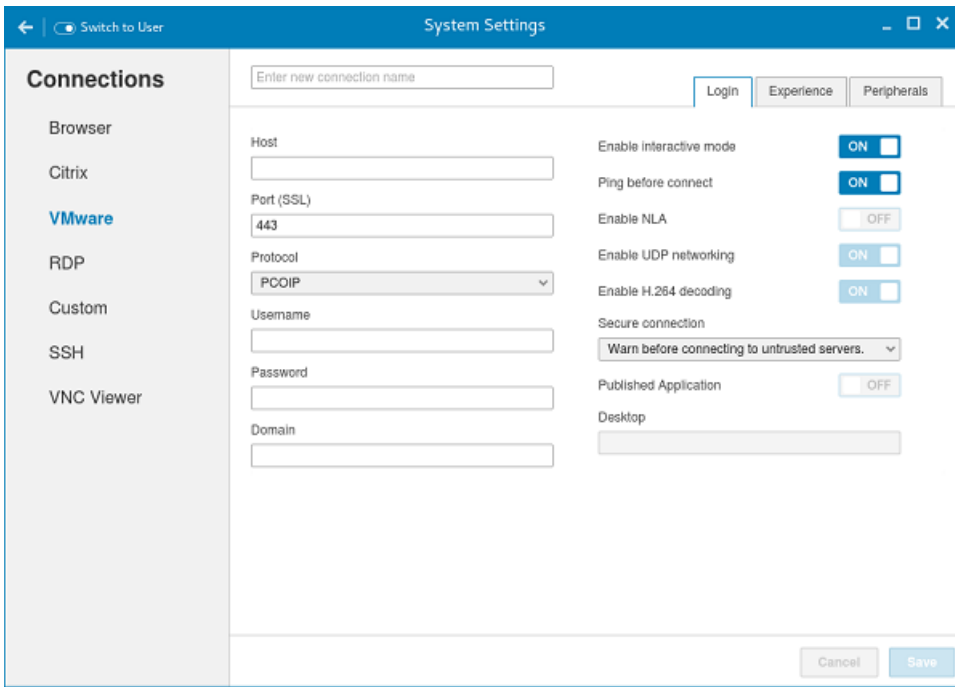 Switch to User
System Settings
Connections
Browser
Citrix
VMware
RDP
Custom
SSH
VNC Viewer
Enter new connection name
Login
Experience
Peripherals
Host
Port (SSL)
443
Protocol
PCOIP
Username
Password
Domain
Enable interactive mode
ON
Ping before connect
ON
Enable NLA
OFF
Enable UDP networking
ON
Enable H.264 decoding
ON
Secure connection
Warn before connecting to untrusted servers.
Published Application
OFF
Desktop
Cancel
Save